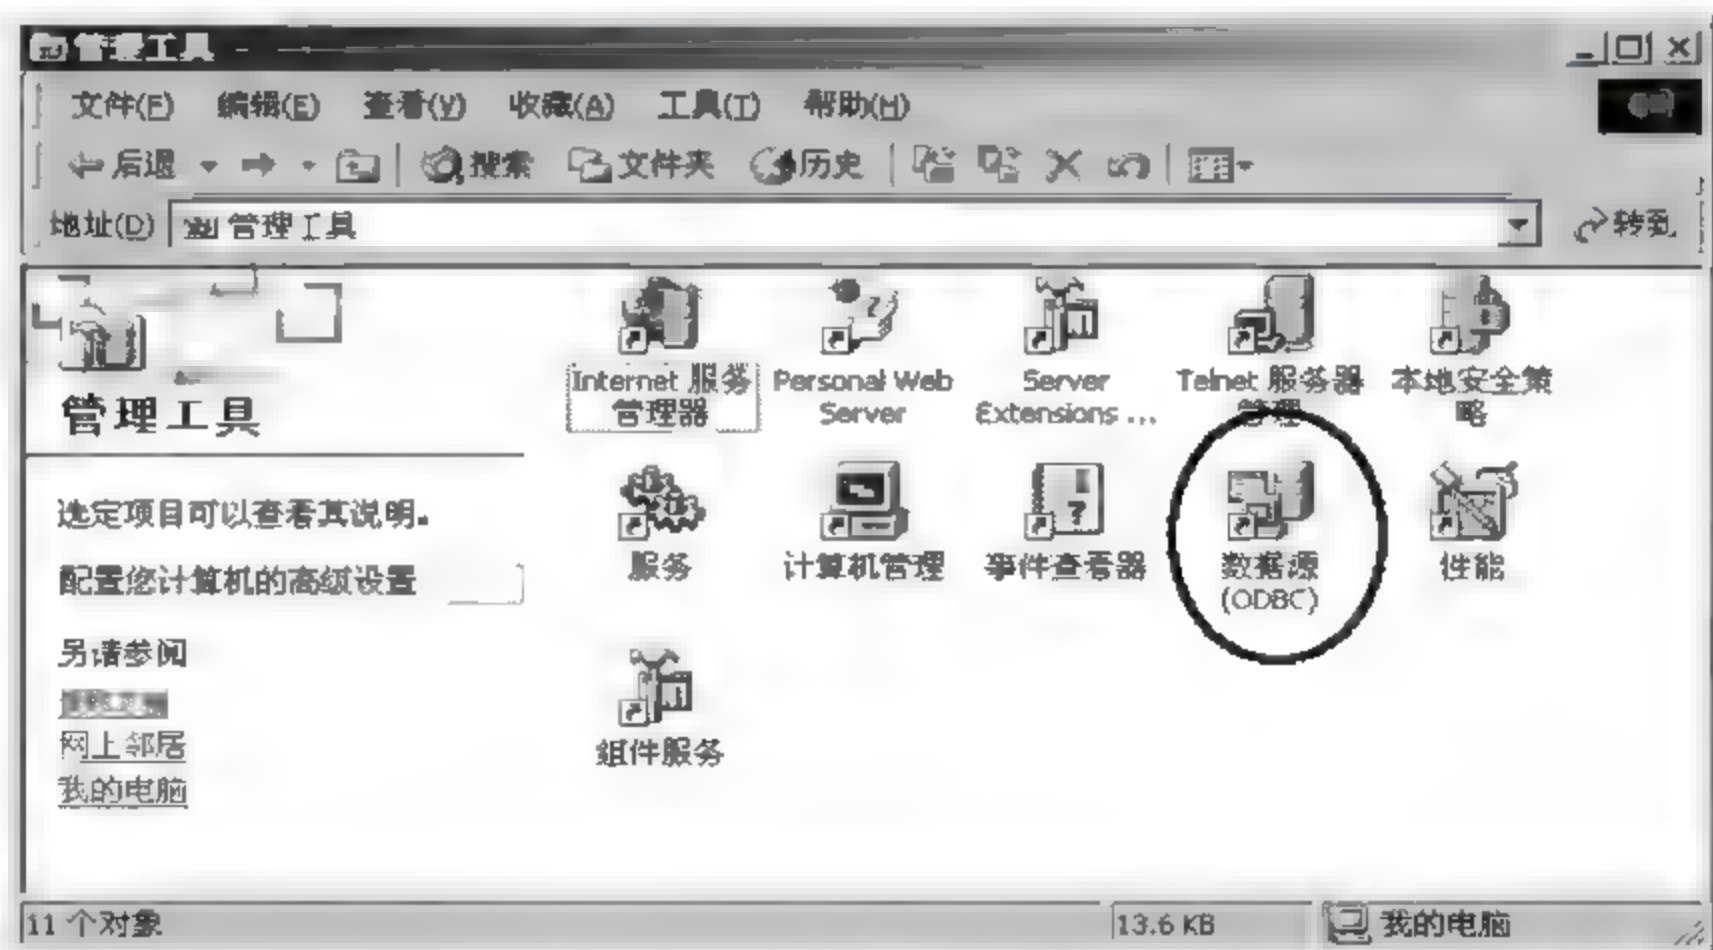 管理工具
文件(F) 编辑(E) 查看(V) 收藏(A) 工具(T) 帮助(H)
后退 搜索 文件夹 历史
地址(D) 管理工具 转到
Internet 服务管理器
Personal Web Server
Server Extensions ...
Telnet 服务器管理
本地安全策略
管理工具
选定项目可以查看其说明。
配置您计算机的高级设置
另请参阅
网上邻居
我的电脑
服务
计算机管理
事件查看器
数据源
(ODBC)
性能
组件服务
11 个对象
13.6 KB
我的电脑